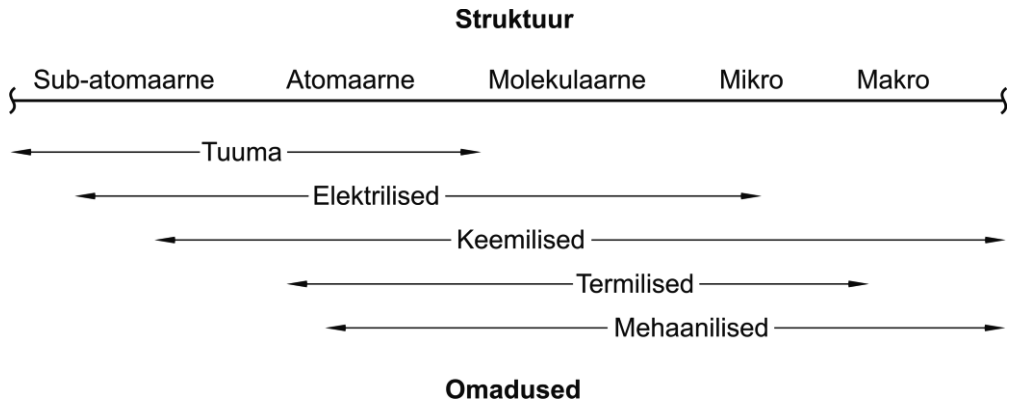 Struktuur
Sub-atomaarne Atomaarne Molekulaarne Mikro Makro
Tuuma
Elektrilised
Keemilised
Termilised
Mehaanilised
Omadused